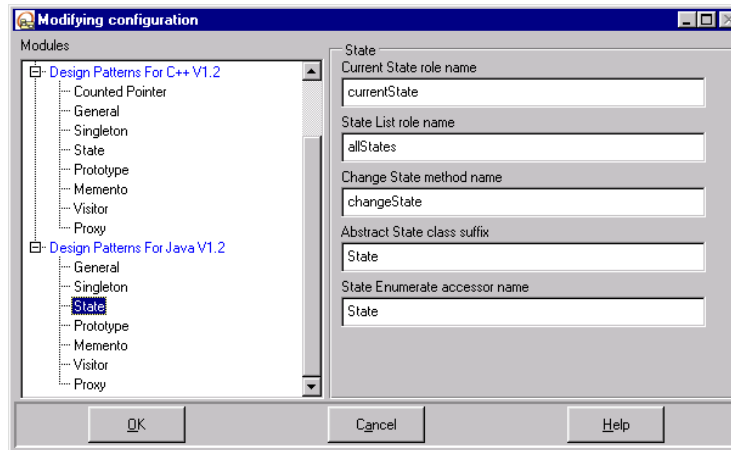 Modifying configuration
Modules
Design Patterns For C++ V1.2
Counted Pointer
General
Singleton
State
Prototype
Memento
Visitor
Proxy
Design Patterns For Java V1.2
General
Singleton
State
Prototype
Memento
Visitor
Proxy
State
Current State role name
currentState
State List role name
allStates
Change State method name
changeState
Abstract State class suffix
State
State Enumerate accessor name
State
OK
Cancel
Help